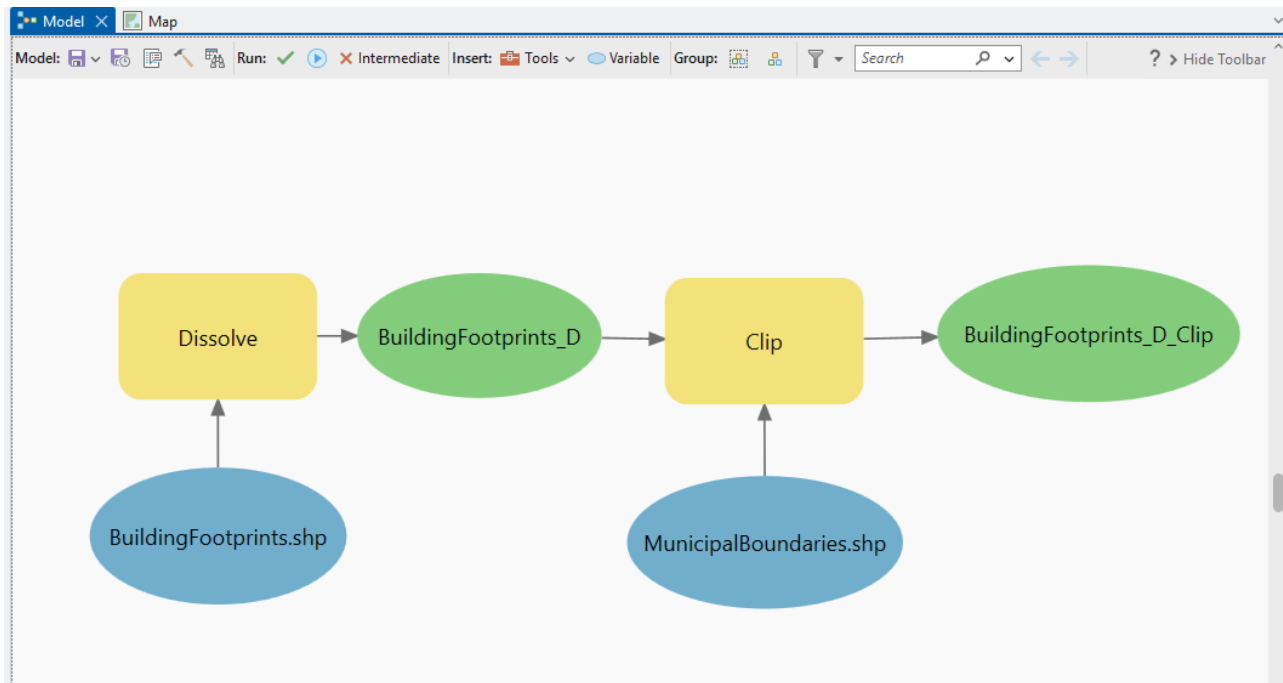 Model Map
Model: Run: Intermediate Insert: Tools Variable Group: Search ? Hide Toolbar
Dissolve BuildingFootprints_D Clip BuildingFootprints_D_Clip
BuildingFootprints.shp MunicipalBoundaries.shp